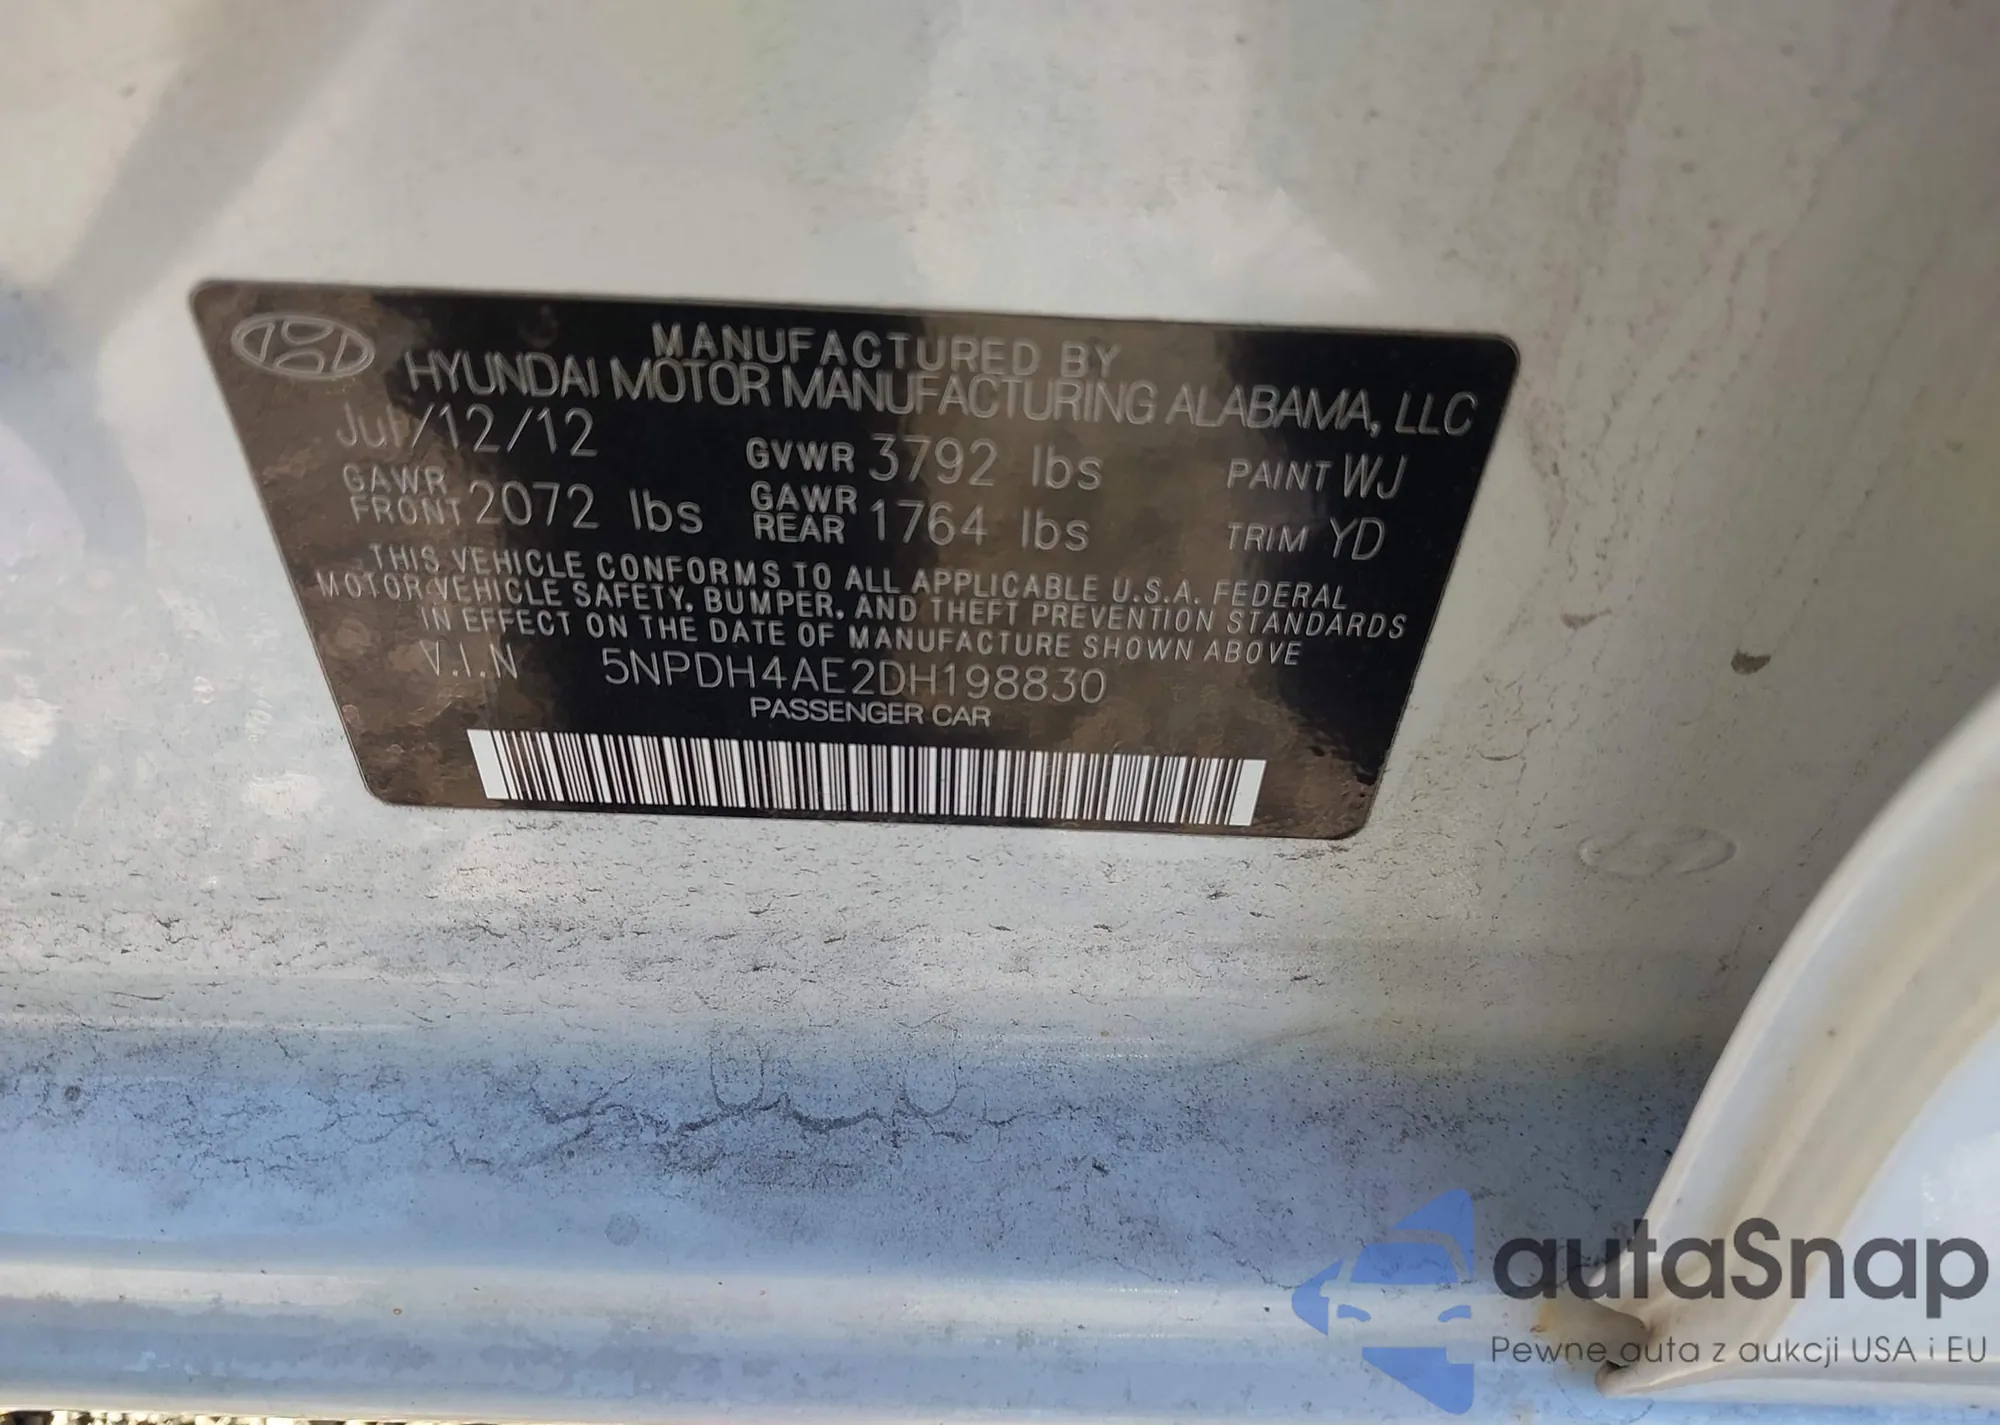 MANUFACTURED BY
HYUNDAI MOTOR MANUFACTURING ALABAMA, LLC
Jul/12/12 GVWR 3792 lbs PAINT WJ
GAWR FRONT 2072 lbs GAWR REAR 1764 lbs TRIM YD
THIS VEHICLE CONFORMS TO ALL APPLICABLE U.S.A. FEDERAL
MOTOR VEHICLE SAFETY, BUMPER, AND THEFT PREVENTION STANDARDS
IN EFFECT ON THE DATE OF MANUFACTURE SHOWN ABOVE
V.I.N 5NPDH4AE2DH198830
PASSENGER CAR
autaSnap
Pewne auta z aukcji USA i EU